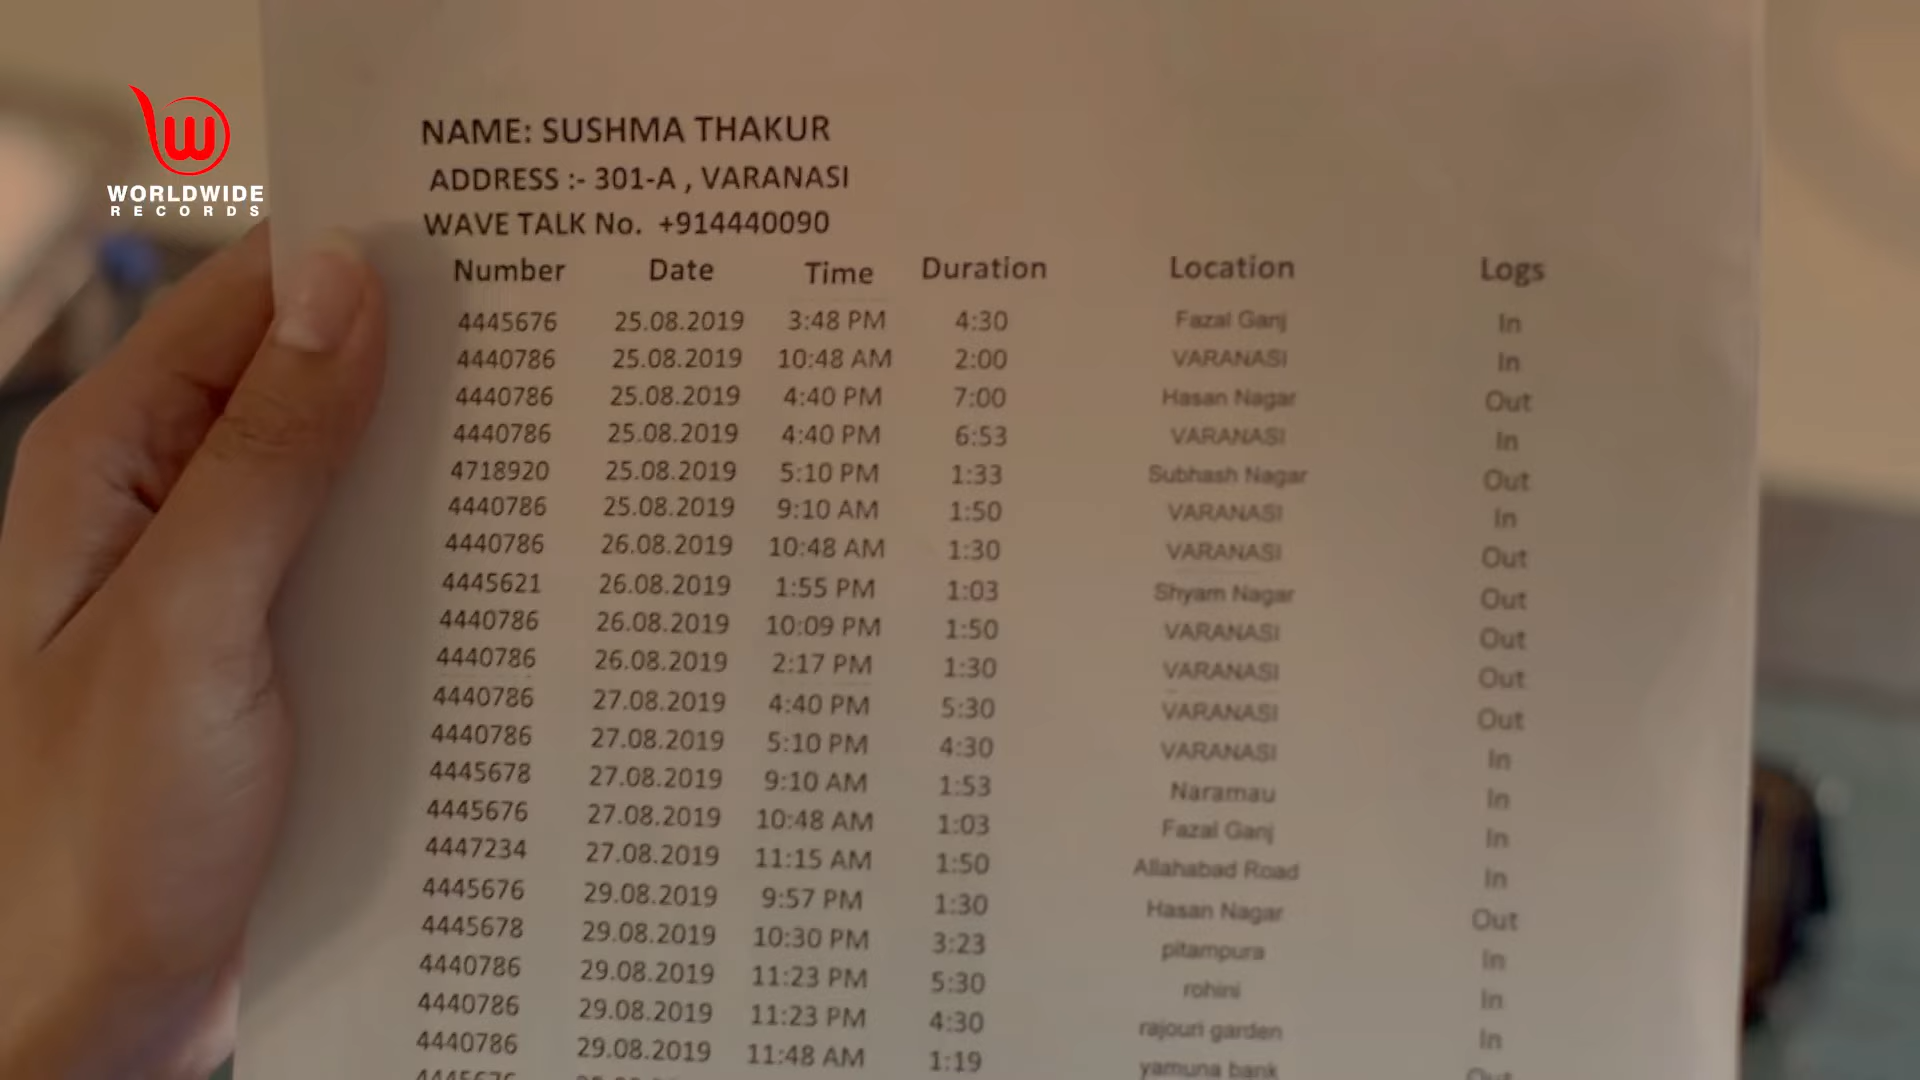 WORLDWIDE
RECORDS
NAME: SUSHMA THAKUR
ADDRESS :- 301-A , VARANASI
WAVE TALK No. +914440090
Number Date Time Duration Location Logs
4445676 25.08.2019 3:48 PM 4:30 Fazal Ganj In
4440786 25.08.2019 10:48 AM 2:00 VARANASI In
4440786 25.08.2019 4:40 PM 7:00 Hasan Nagar Out
4440786 25.08.2019 4:40 PM 6:53 VARANASI In
4718920 25.08.2019 5:10 PM 1:33 Subhash Nagar Out
4440786 25.08.2019 9:10 AM 1:50 VARANASI In
4440786 26.08.2019 10:48 AM 1:30 VARANASI Out
4445621 26.08.2019 1:55 PM 1:03 Shyam Nagar Out
4440786 26.08.2019 10:09 PM 1:50 VARANASI Out
4440786 26.08.2019 2:17 PM 1:30 VARANASI Out
4440786 27.08.2019 4:40 PM 5:30 VARANASI Out
4440786 27.08.2019 5:10 PM 4:30 VARANASI In
4445678 27.08.2019 9:10 AM 1:53 Naramau In
4445676 27.08.2019 10:48 AM 1:03 Fazal Ganj In
4447234 27.08.2019 11:15 AM 1:50 Allahabad Road In
4445676 29.08.2019 9:57 PM 1:30 Hasan Nagar Out
4445678 29.08.2019 10:30 PM 3:23 pitampura In
4440786 29.08.2019 11:23 PM 5:30 rohini In
4440786 29.08.2019 11:23 PM 4:30 rajouri garden In
4440786 29.08.2019 11:48 AM 1:19 yamuna bank Out